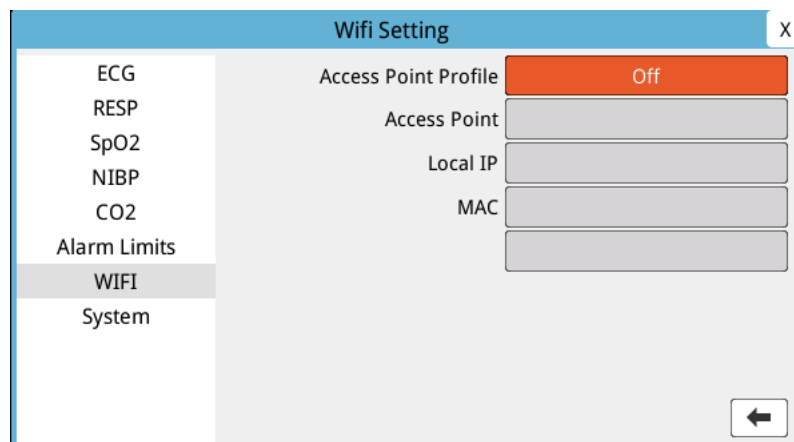 Wifi Setting
X
ECG
RESP
SpO2
NIBP
CO2
Alarm Limits
WIFI
System
Access Point Profile Off
Access Point
Local IP
MAC